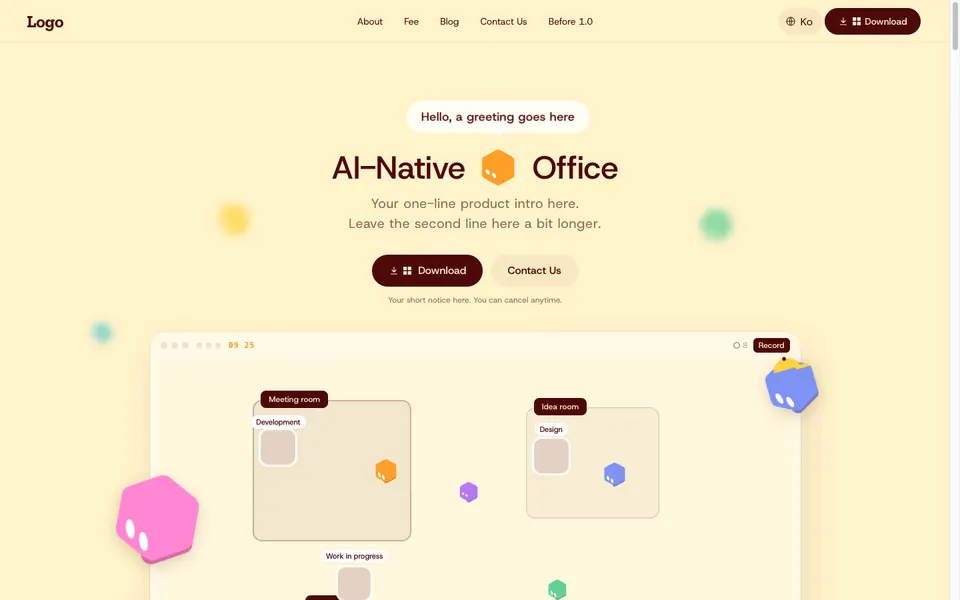 Logo
About
Fee
Blog
Contact Us
Before 1.0
Ko
Download
Hello, a greeting goes here
AI-Native Office
Your one-line product intro here.
Leave the second line here a bit longer.
Download
Contact Us
Your short notice here. You can cancel anytime.
09 25
8
Record
Meeting room
Development
Idea room
Design
Work in progress